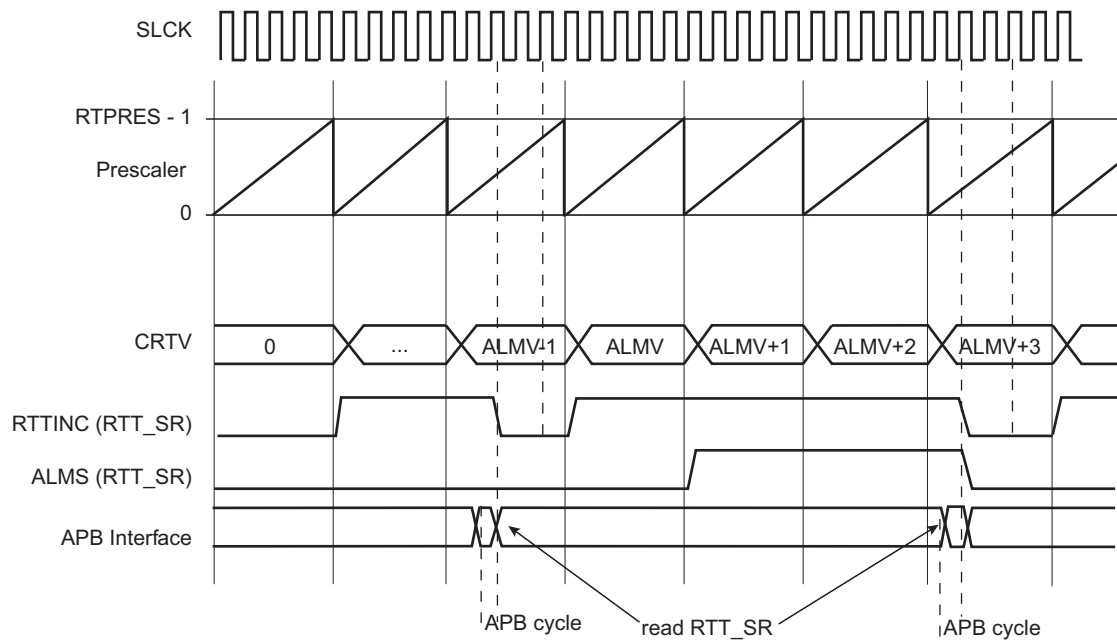 SLCK
RTPRES - 1
Prescaler
0
CRTV 0 ... ALMV-1 ALMV ALMV+1 ALMV+2 ALMV+3
RTTINC (RTT_SR)
ALMS (RTT_SR)
APB Interface
APB cycle read RTT_SR APB cycle